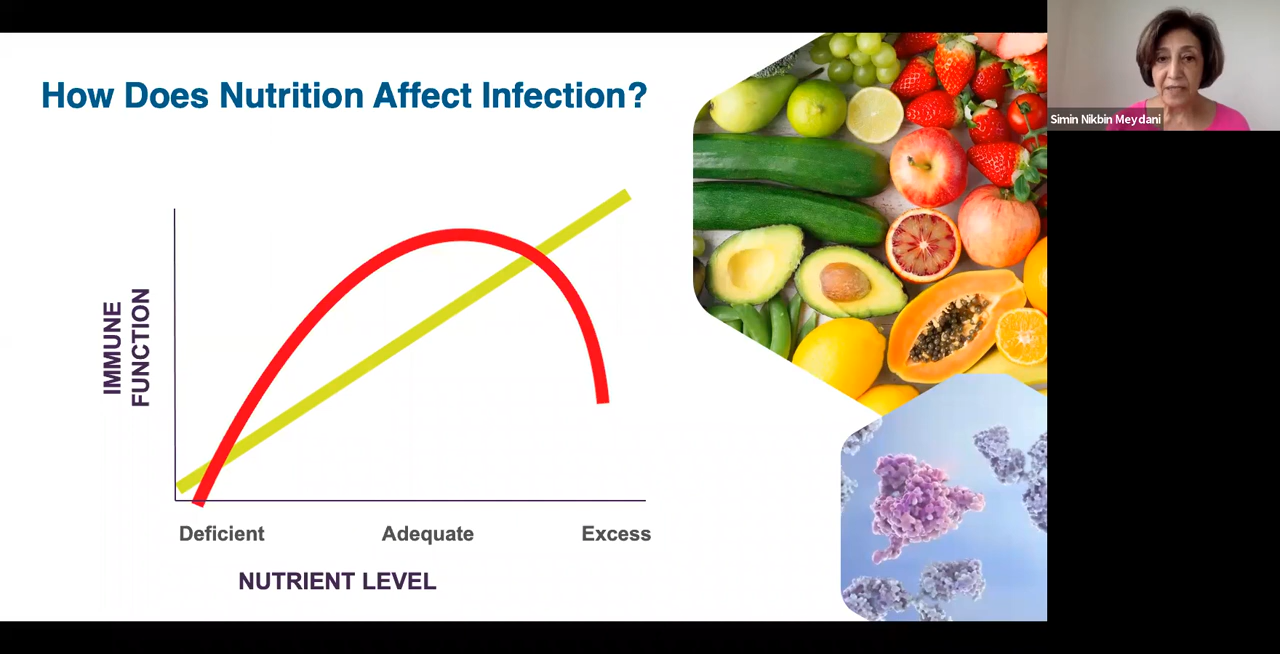 How Does Nutrition Affect Infection?
Simin Nikbin Meydani
IMMUNE
FUNCTION
Deficient Adequate Excess
NUTRIENT LEVEL